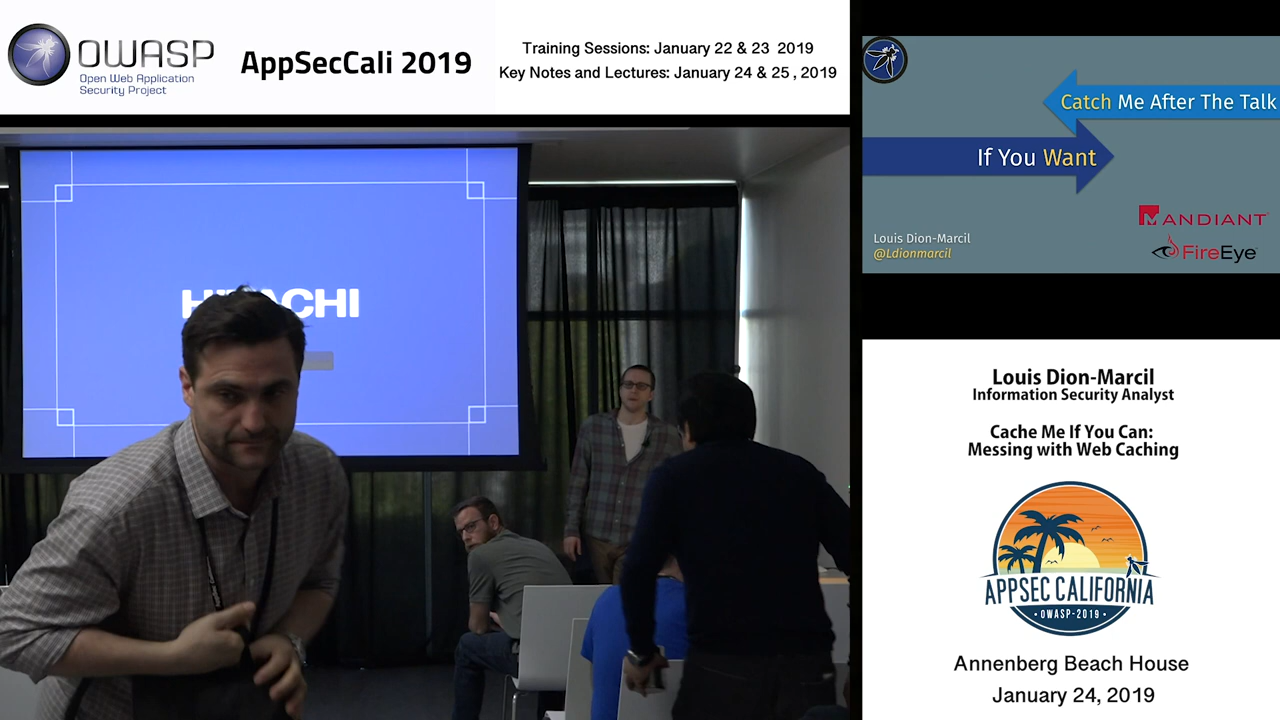 OWASP
Open Web Application
Security Project
AppSecCali 2019
Training Sessions: January 22 & 23 2019
Key Notes and Lectures: January 24 & 25 , 2019
Catch Me After The Talk
If You Want
MANDIANT
FireEye
Louis Dion-Marcil
@Ldionmarcil
Louis Dion-Marcil
Information Security Analyst
Cache Me If You Can:
Messing with Web Caching
APPSEC CALIFORNIA
• OWASP-2019 •
Annenberg Beach House
January 24, 2019